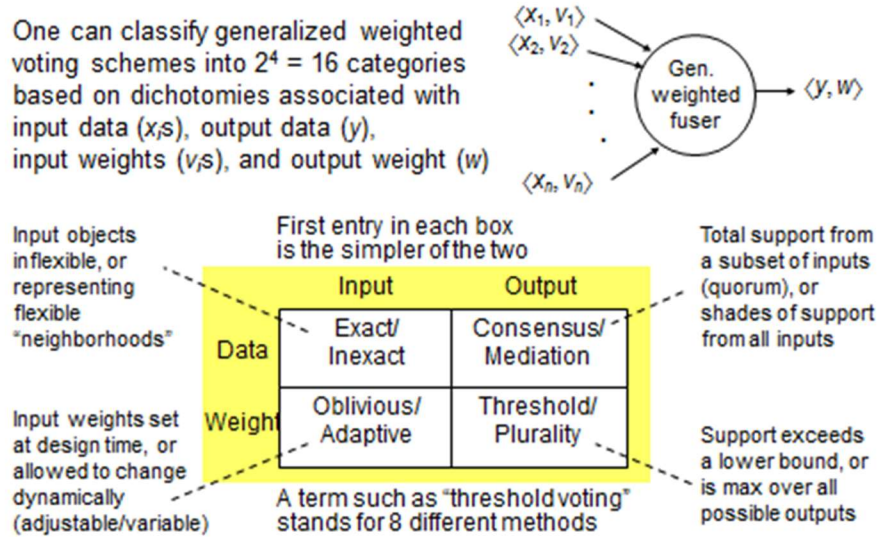 One can classify generalized weighted
voting schemes into 2⁴ = 16 categories
based on dichotomies associated with
input data (xᵢs), output data (y),
input weights (vᵢs), and output weight (w)
⟨x₁, v₁⟩
⟨x₂, v₂⟩
.
.
.
⟨xₙ, vₙ⟩
Gen.
weighted
fuser
⟨y, w⟩
Input objects
inflexible, or
representing
flexible
"neighborhoods"
First entry in each box
is the simpler of the two
Total support from
a subset of inputs
(quorum), or
shades of support
from all inputs
Input Output
Data
Exact/
Inexact
Consensus/
Mediation
Weight
Oblivious/
Adaptive
Threshold/
Plurality
Input weights set
at design time, or
allowed to change
dynamically
(adjustable/variable)
Support exceeds
a lower bound, or
is max over all
possible outputs
A term such as "threshold voting"
stands for 8 different methods